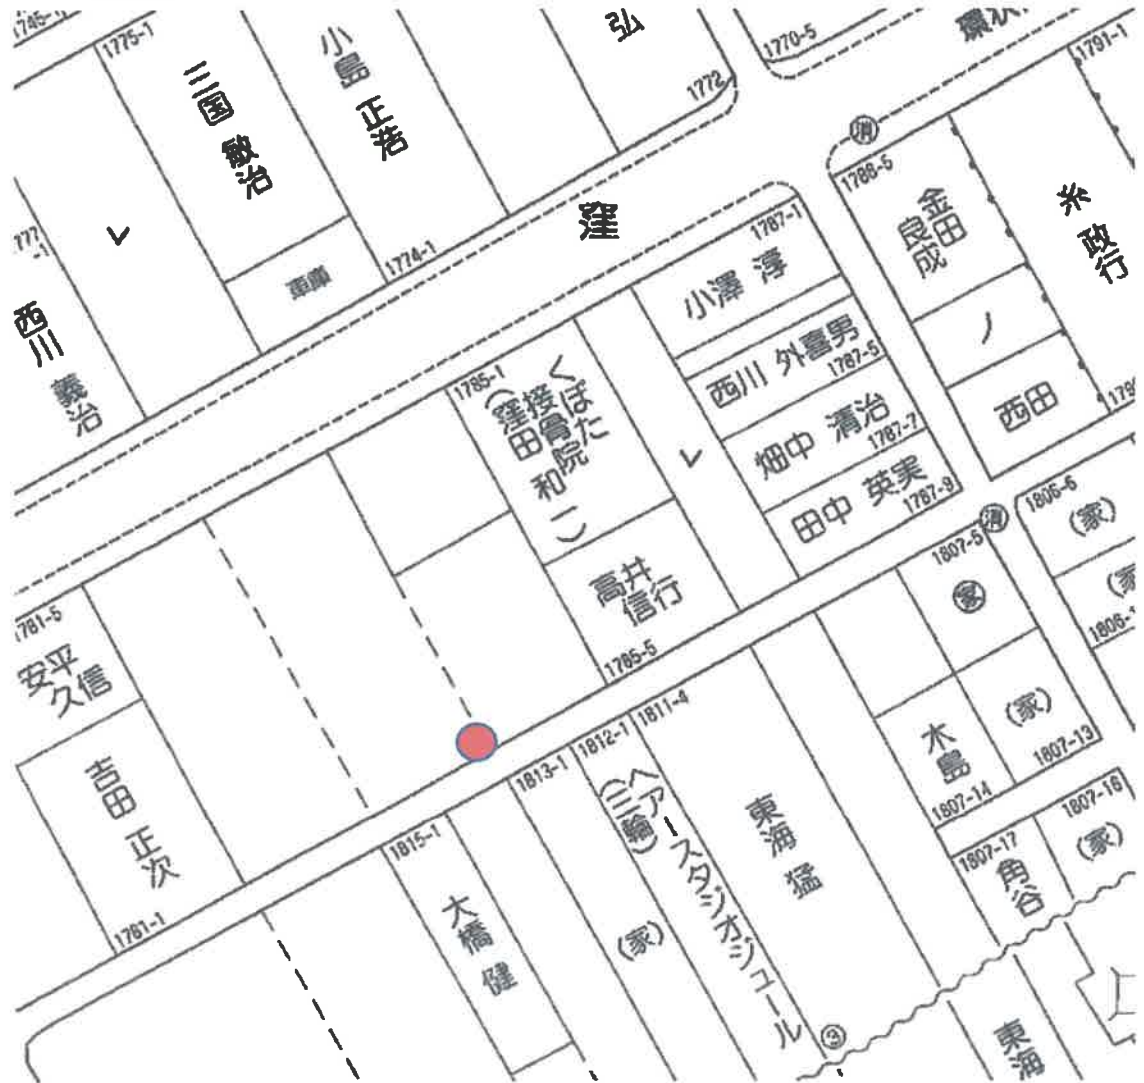 1775-1
三国 敏治
小島 正浩
弘
1772
1770-5
1791-1
消
1774-1
車庫
窪
1787-1
小澤 淳
1788-5
金田
良成
糸 政行
777
-1
西川 義治
西川 外喜男
1787-5
ノ
西田
1785-1
くぼた
接骨院
(窪田 和一)
畑中 清治
1787-7
田中 英実
1787-9
高井
信行
1785-5
消
1806-6
(家)
1807-5
家
安平
久信
吉田 正次
1811-4
1812-1
1813-1
1815-1
ヘアースタジオジュール
(三輪)
(家)
東海 猛
木島
1807-14
(家)
1807-13
1807-16
(家)
1807-17
角谷
大橋 健
3
東海